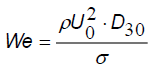 We = ρU₀² · D₃₀ / σ